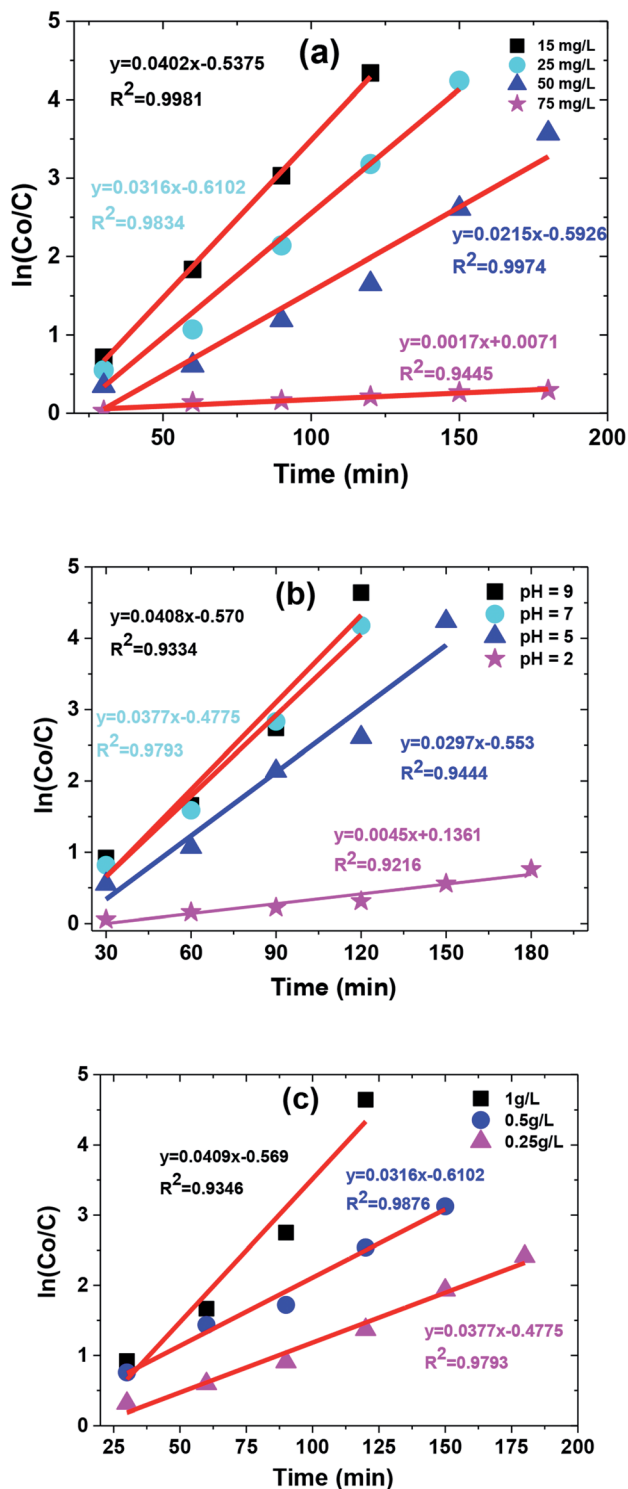 (a)
15 mg/L
25 mg/L
50 mg/L
75 mg/L
y=0.0402x-0.5375
R²=0.9981
y=0.0316x-0.6102
R²=0.9834
y=0.0215x-0.5926
R²=0.9974
y=0.0017x+0.0071
R²=0.9445
ln(Co/C)
5
4
3
2
1
0
50 100 150 200
Time (min)
(b)
pH = 9
pH = 7
pH = 5
pH = 2
y=0.0408x-0.570
R²=0.9334
y=0.0377x-0.4775
R²=0.9793
y=0.0297x-0.553
R²=0.9444
y=0.0045x+0.1361
R²=0.9216
ln(Co/C)
5
4
3
2
1
0
30 60 90 120 150 180
Time (min)
(c)
1g/L
0.5g/L
0.25g/L
y=0.0409x-0.569
R²=0.9346
y=0.0316x-0.6102
R²=0.9876
y=0.0377x-0.4775
R²=0.9793
ln(Co/C)
5
4
3
2
1
0
25 50 75 100 125 150 175 200
Time (min)